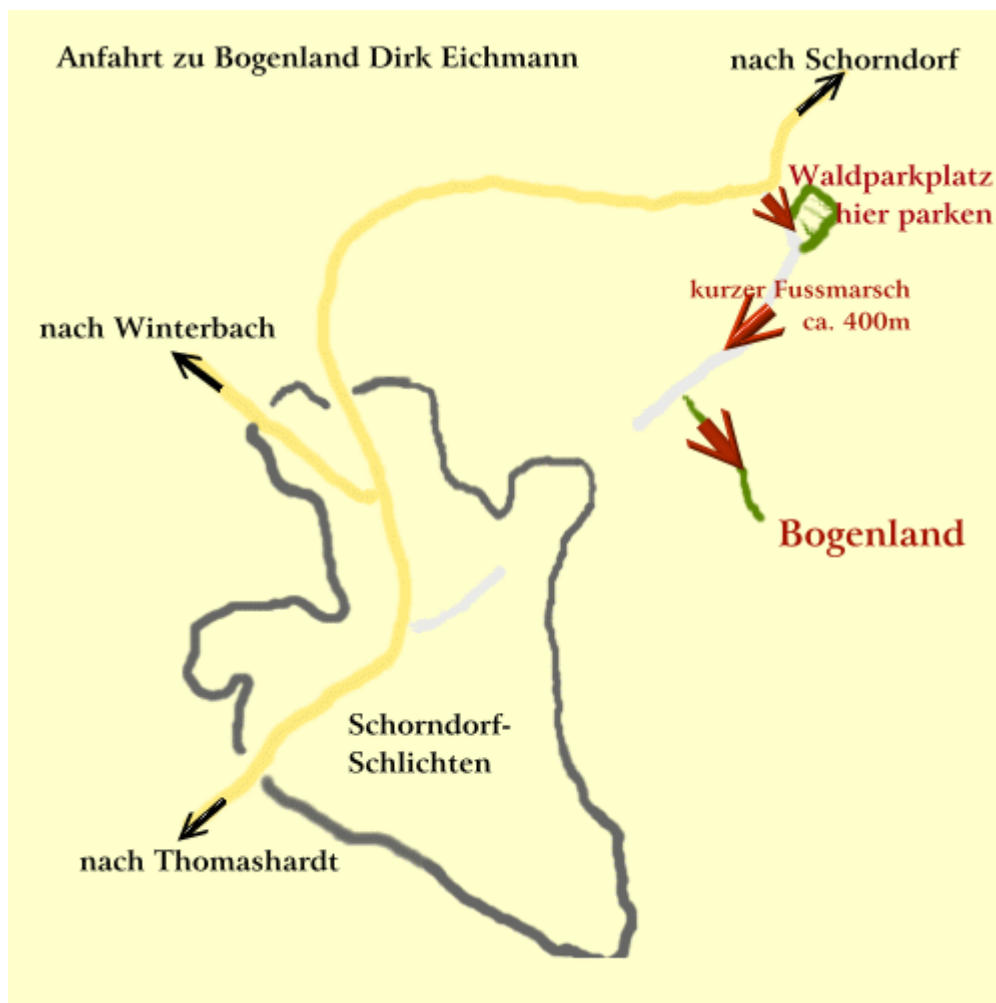 Anfahrt zu Bogenland Dirk Eichmann
nach Schorndorf
Waldparkplatz
hier parken
kurzer Fussmarsch
ca. 400m
nach Winterbach
Bogenland
Schorndorf-
Schlichten
nach Thomashardt